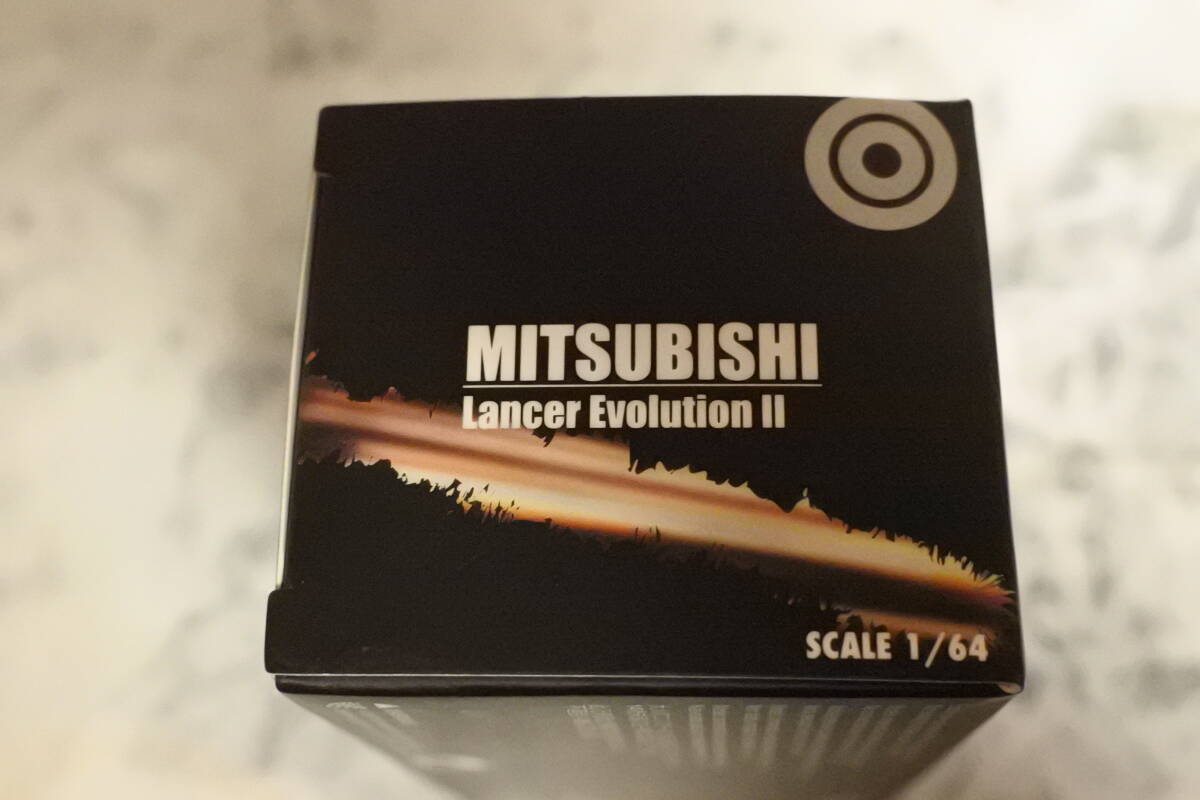 MITSUBISHI
Lancer Evolution II
SCALE 1/64